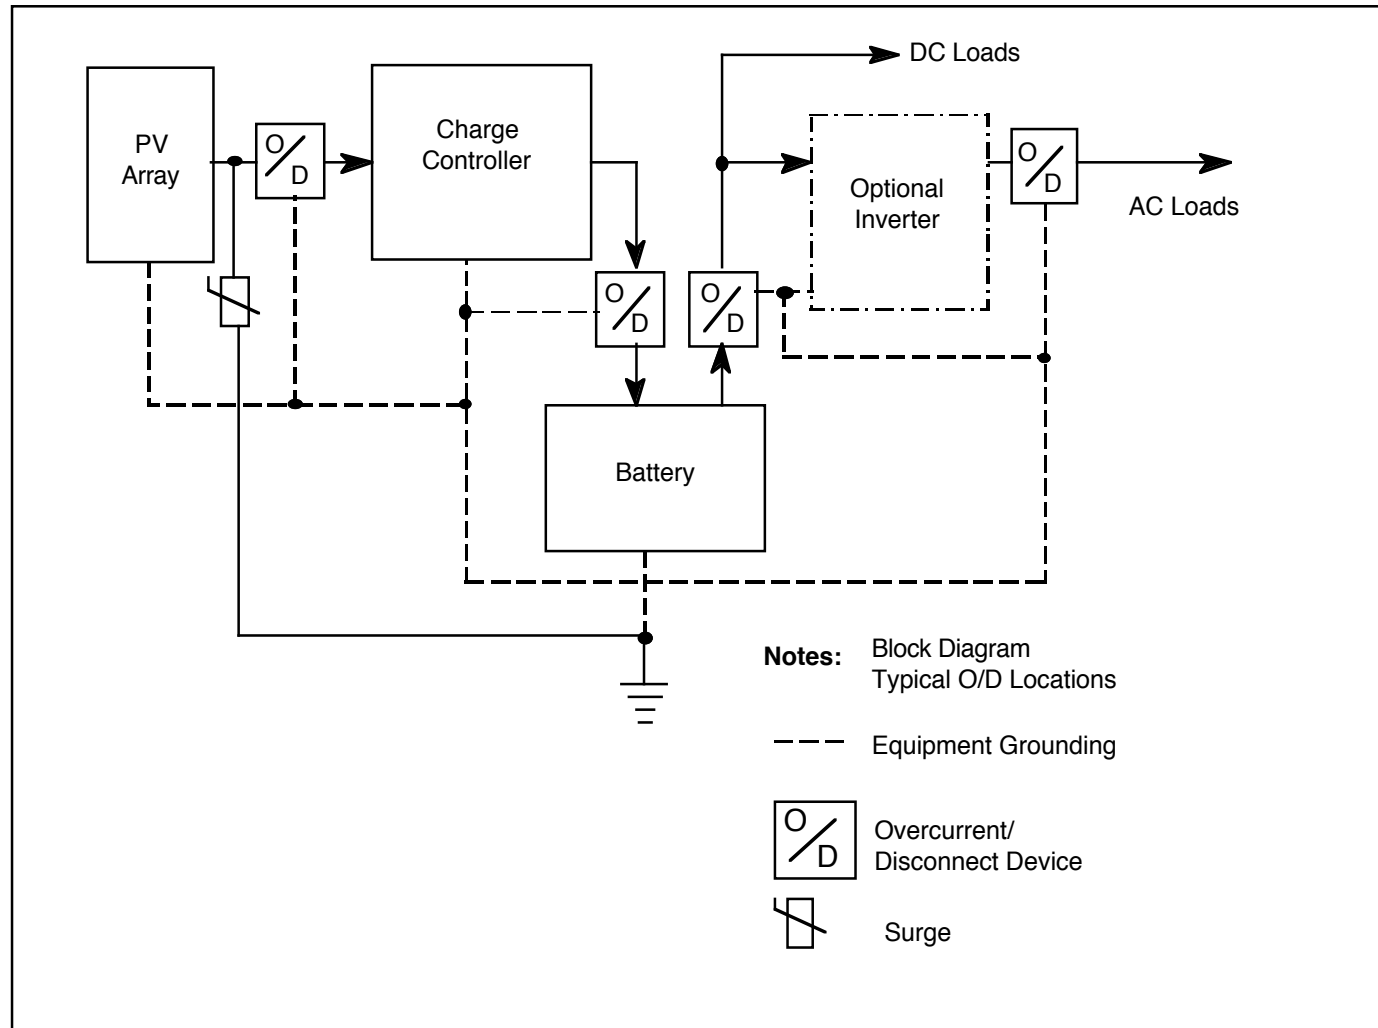 DC Loads
PV
Array
O/D
Charge
Controller
Optional
Inverter
O/D
AC Loads
O/D
O/D
Battery
Notes: Block Diagram
Typical O/D Locations
Equipment Grounding
O/D
Overcurrent/
Disconnect Device
Surge